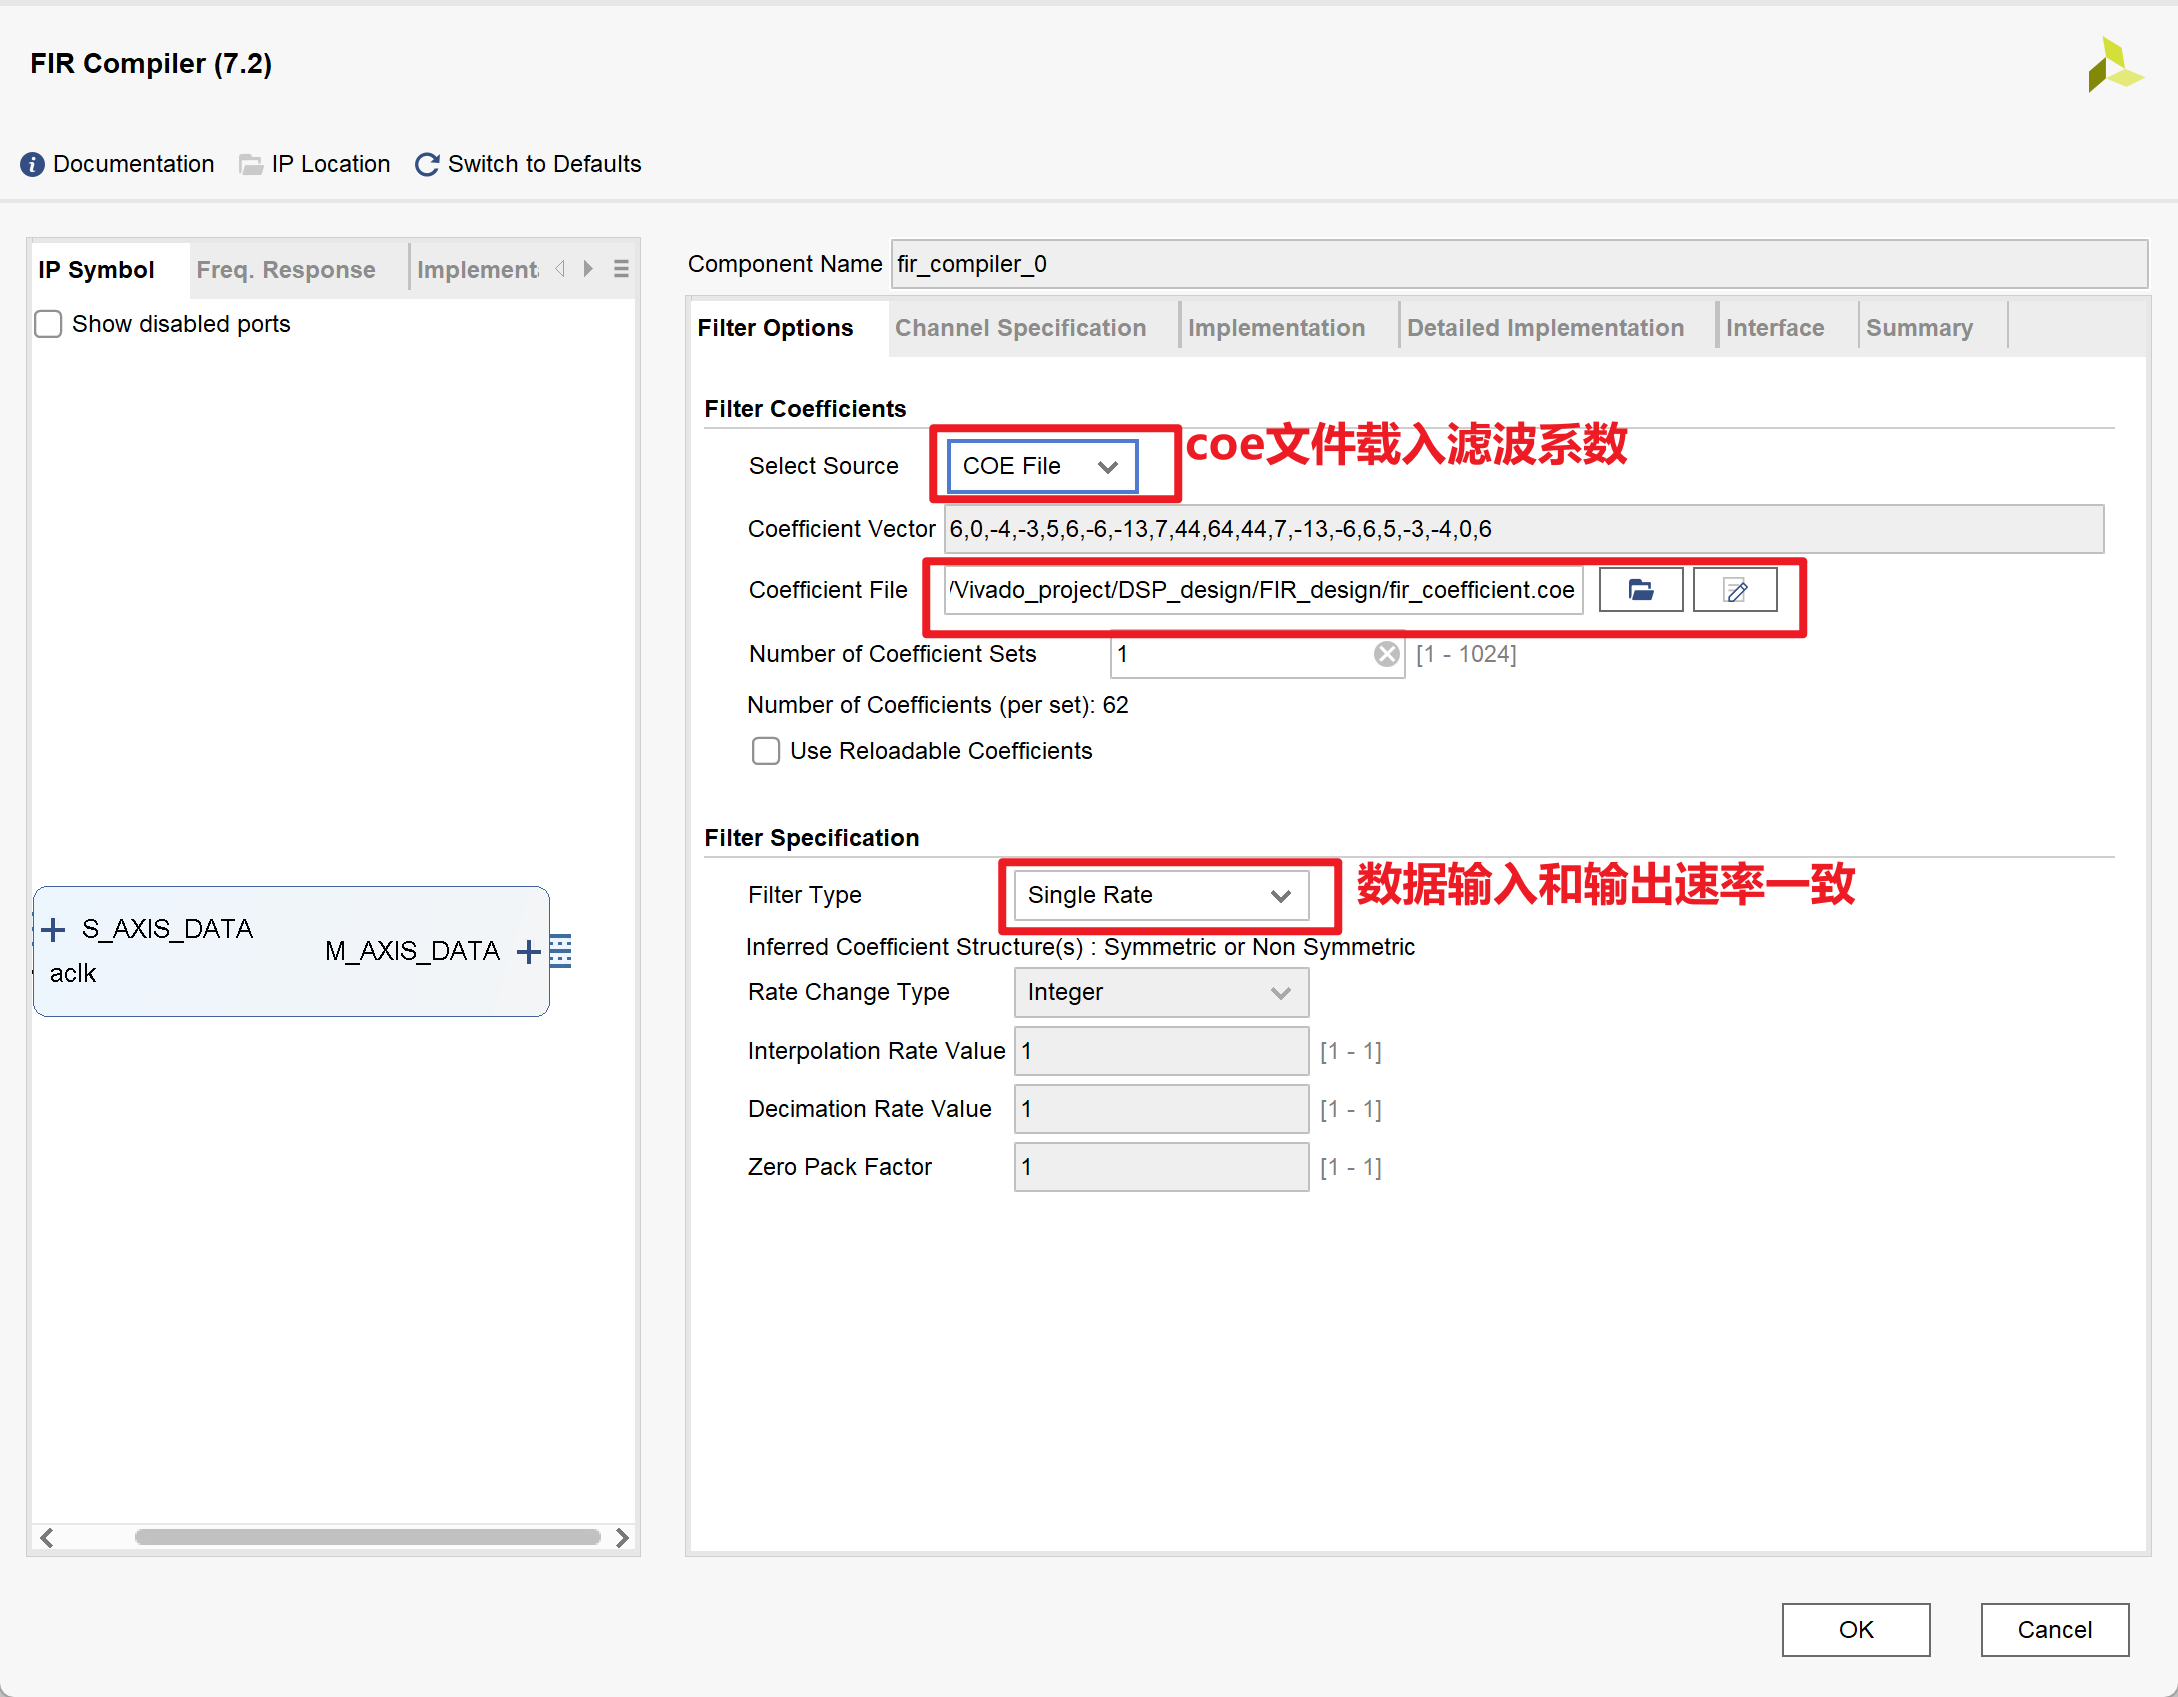 FIR Compiler (7.2)
Documentation IP Location Switch to Defaults
IP Symbol Freq. Response Implement
Show disabled ports
S_AXIS_DATA
M_AXIS_DATA
aclk
Component Name fir_compiler_0
Filter Options Channel Specification Implementation Detailed Implementation Interface Summary
Filter Coefficients
Select Source COE File coe文件载入滤波系数
Coefficient Vector 6,0,-4,-3,5,6,-6,-13,7,44,64,44,7,-13,-6,6,5,-3,-4,0,6
Coefficient File /Vivado_project/DSP_design/FIR_design/fir_coefficient.coe
Number of Coefficient Sets 1 [1 - 1024]
Number of Coefficients (per set): 62
Use Reloadable Coefficients
Filter Specification
Filter Type Single Rate 数据输入和输出速率一致
Inferred Coefficient Structure(s) : Symmetric or Non Symmetric
Rate Change Type Integer
Interpolation Rate Value 1 [1 - 1]
Decimation Rate Value 1 [1 - 1]
Zero Pack Factor 1 [1 - 1]
OK Cancel